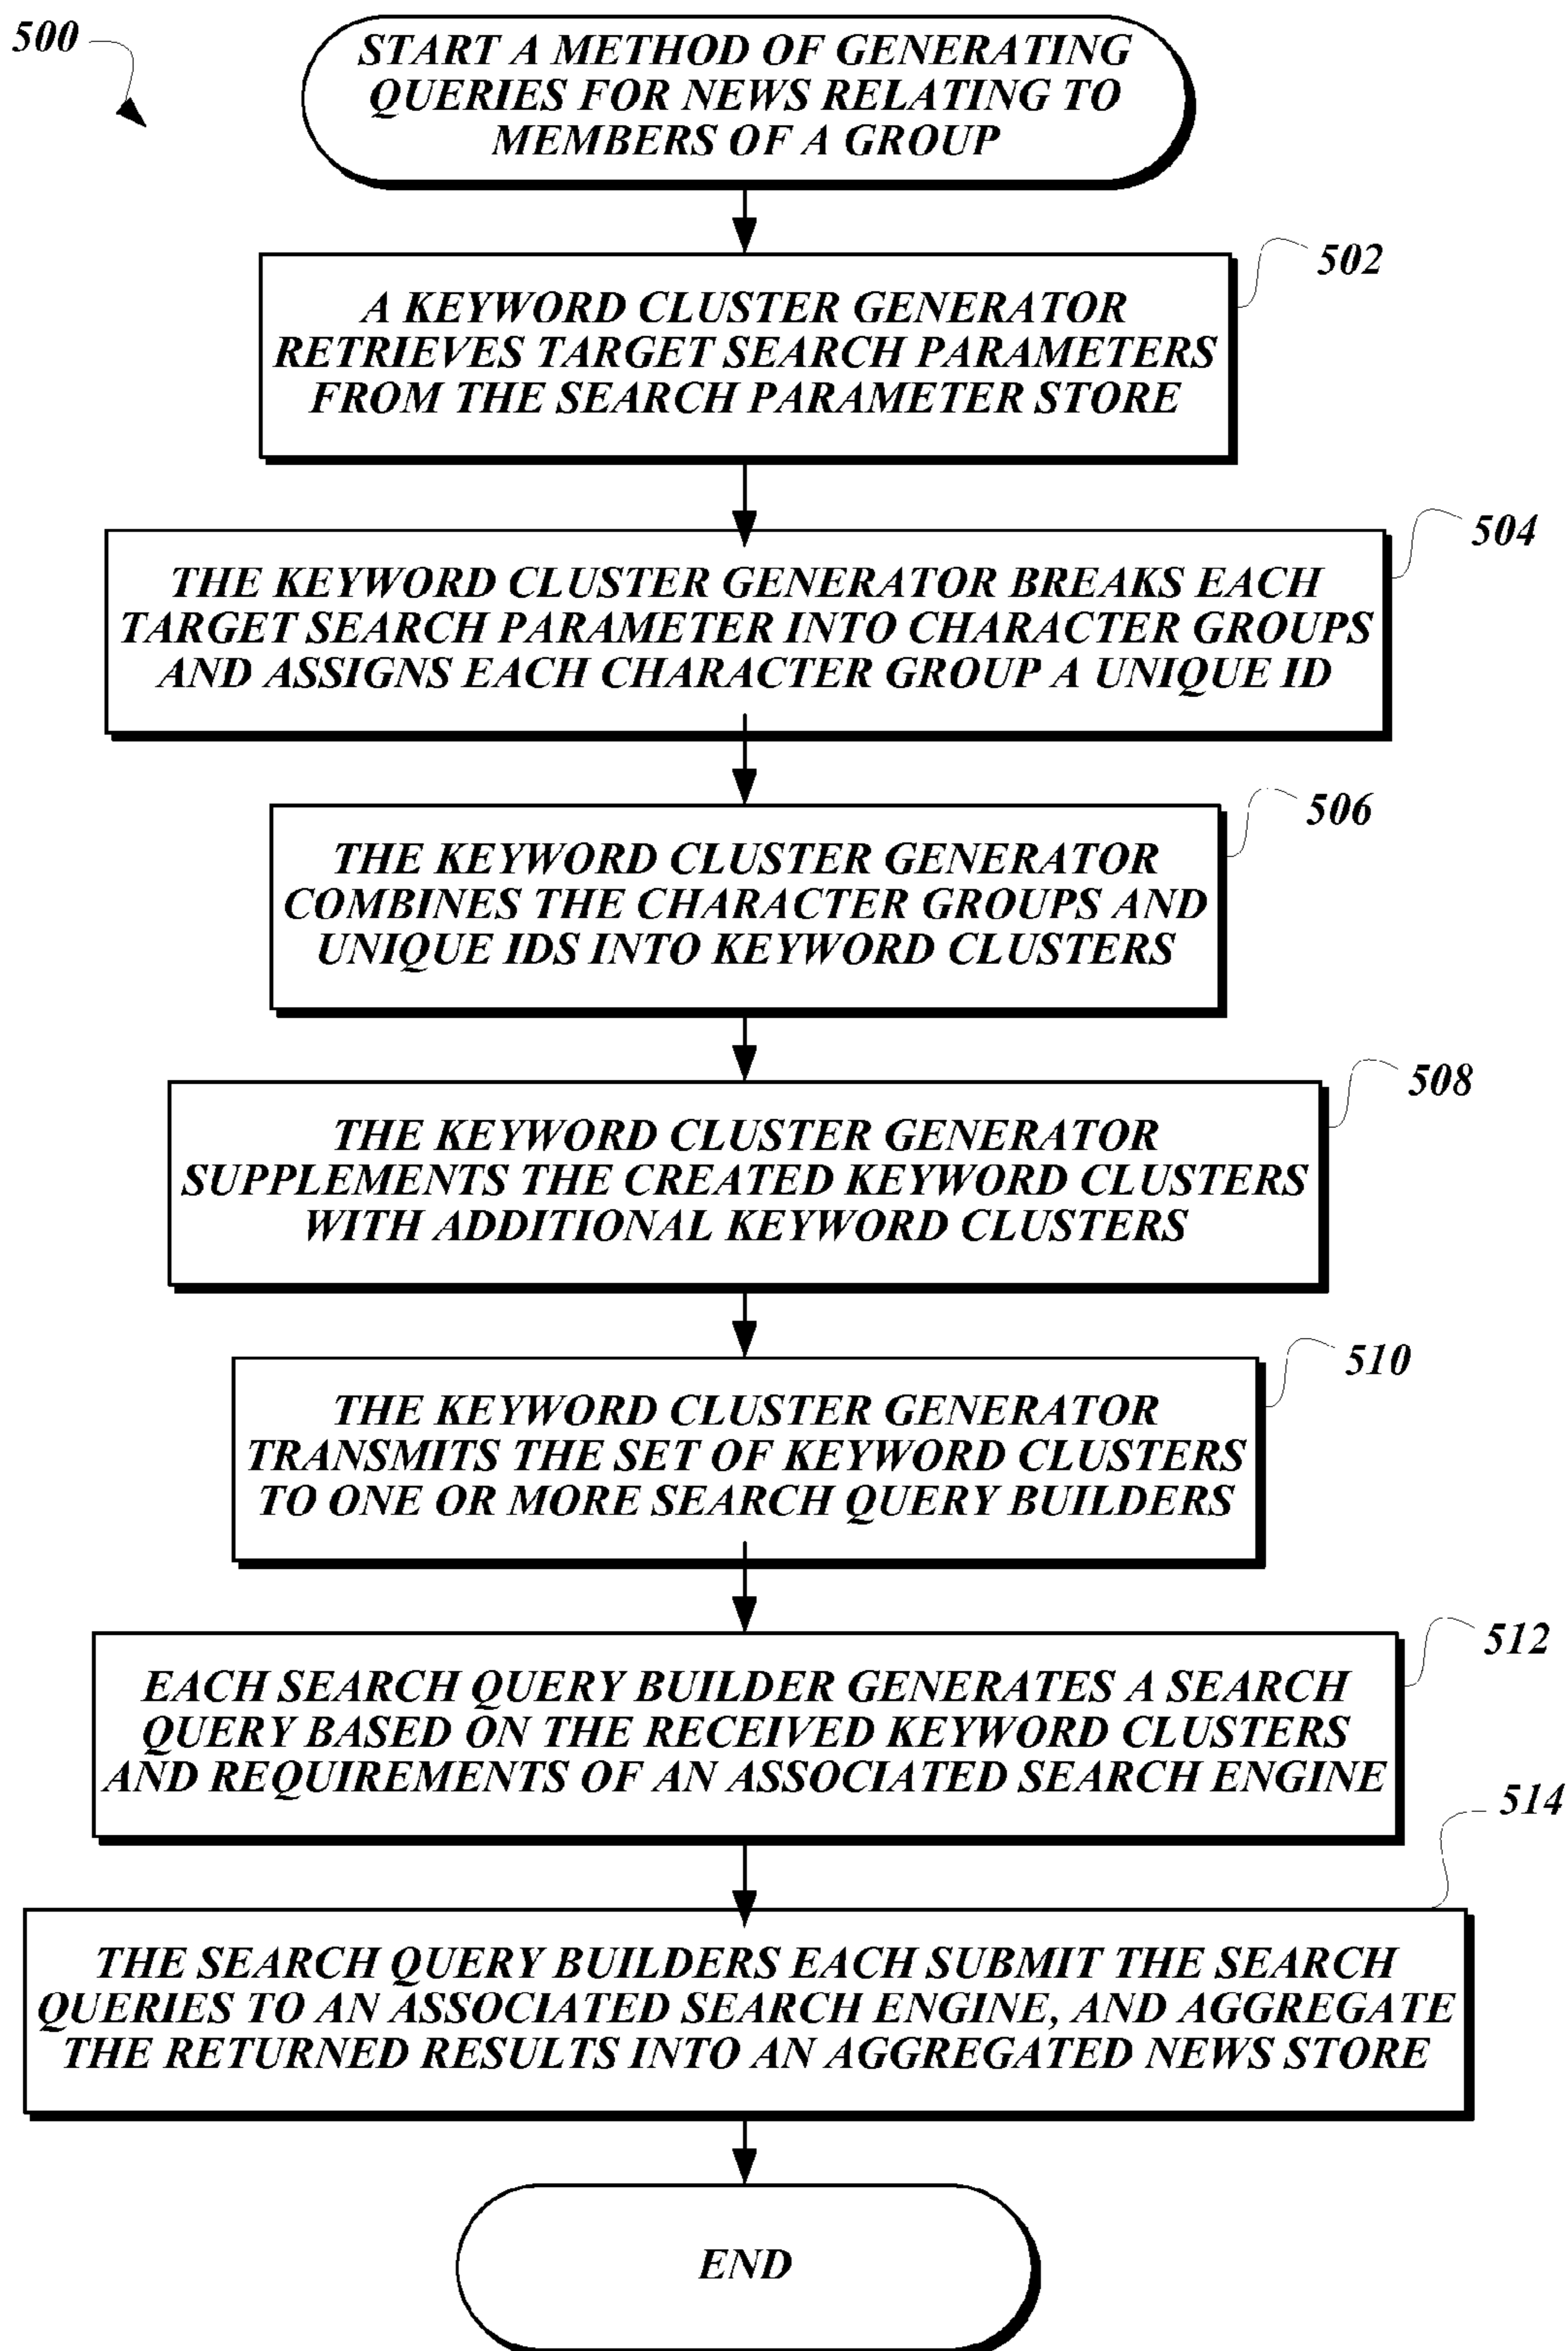 500
START A METHOD OF GENERATING
QUERIES FOR NEWS RELATING TO
MEMBERS OF A GROUP
502
A KEYWORD CLUSTER GENERATOR
RETRIEVES TARGET SEARCH PARAMETERS
FROM THE SEARCH PARAMETER STORE
504
THE KEYWORD CLUSTER GENERATOR BREAKS EACH
TARGET SEARCH PARAMETER INTO CHARACTER GROUPS
AND ASSIGNS EACH CHARACTER GROUP A UNIQUE ID
506
THE KEYWORD CLUSTER GENERATOR
COMBINES THE CHARACTER GROUPS AND
UNIQUE IDS INTO KEYWORD CLUSTERS
508
THE KEYWORD CLUSTER GENERATOR
SUPPLEMENTS THE CREATED KEYWORD CLUSTERS
WITH ADDITIONAL KEYWORD CLUSTERS
510
THE KEYWORD CLUSTER GENERATOR
TRANSMITS THE SET OF KEYWORD CLUSTERS
TO ONE OR MORE SEARCH QUERY BUILDERS
512
EACH SEARCH QUERY BUILDER GENERATES A SEARCH
QUERY BASED ON THE RECEIVED KEYWORD CLUSTERS
AND REQUIREMENTS OF AN ASSOCIATED SEARCH ENGINE
514
THE SEARCH QUERY BUILDERS EACH SUBMIT THE SEARCH
QUERIES TO AN ASSOCIATED SEARCH ENGINE, AND AGGREGATE
THE RETURNED RESULTS INTO AN AGGREGATED NEWS STORE
END